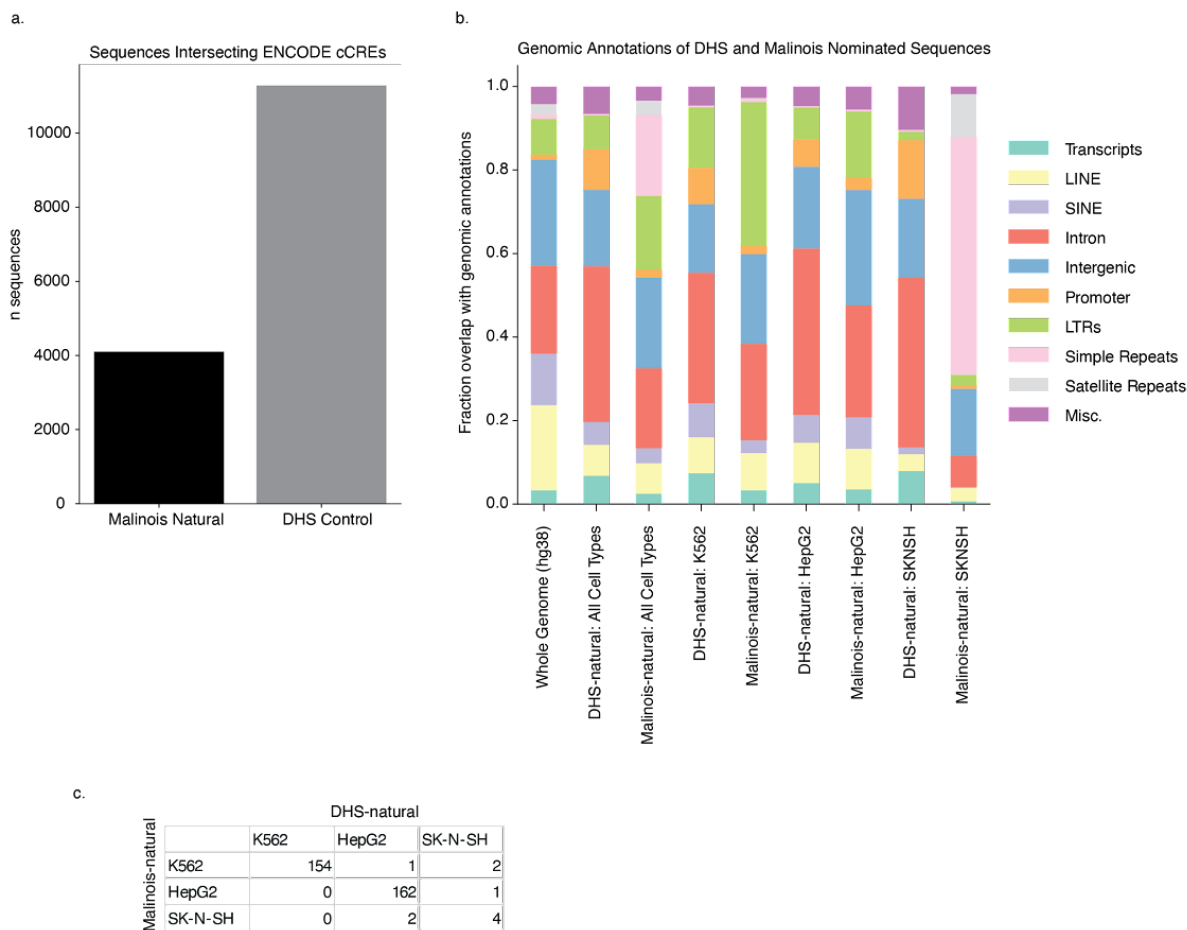 a.
Sequences Intersecting ENCODE cCREs
n sequences
10000
8000
6000
4000
2000
0
Malinois Natural
DHS Control
b.
Genomic Annotations of DHS and Malinois Nominated Sequences
Fraction overlap with genomic annotations
1.0
0.8
0.6
0.4
0.2
0.0
Whole Genome (hg38)
DHS-natural: All Cell Types
Malinois-natural: All Cell Types
DHS-natural: K562
Malinois-natural: K562
DHS-natural: HepG2
Malinois-natural: HepG2
DHS-natural: SKNSH
Malinois-natural: SKNSH
Transcripts
LINE
SINE
Intron
Intergenic
Promoter
LTRs
Simple Repeats
Satellite Repeats
Misc.
c.
DHS-natural
Malinois-natural
K562 HepG2 SK-N-SH
K562 154 1 2
HepG2 0 162 1
SK-N-SH 0 2 4